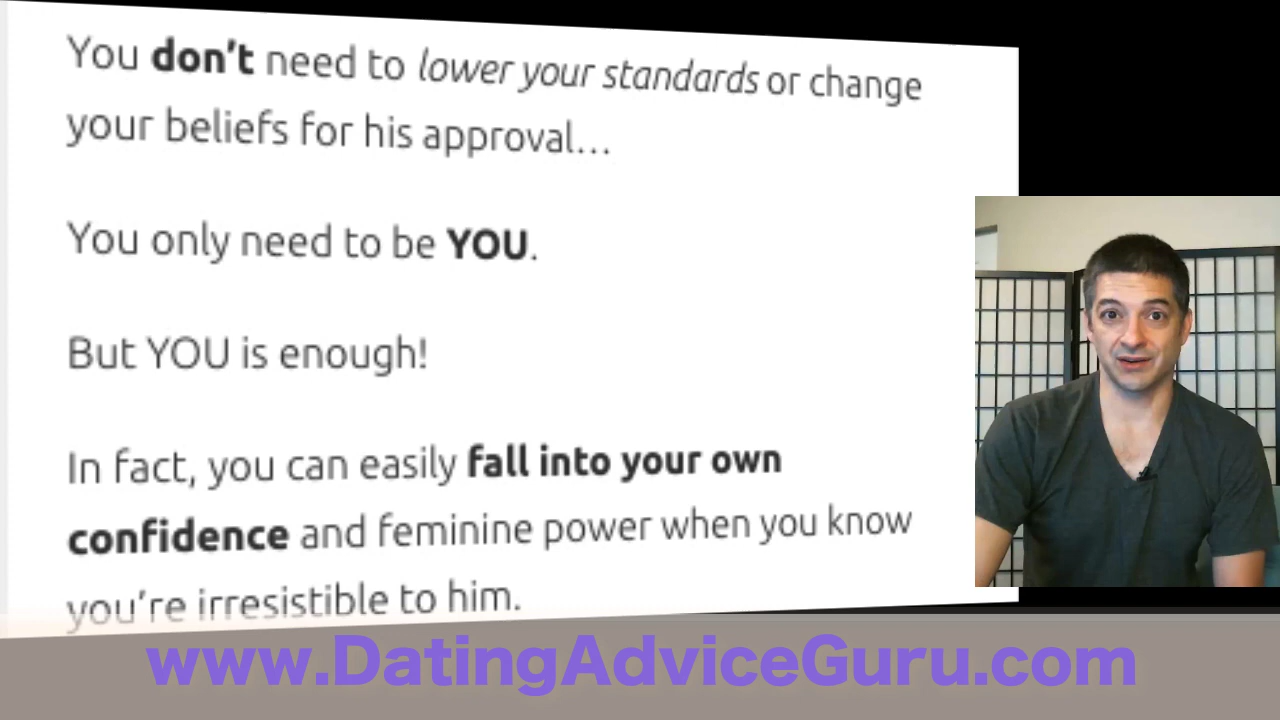 You don't need to lower your standards or change
your beliefs for his approval...
You only need to be YOU.
But YOU is enough!
In fact, you can easily fall into your own
confidence and feminine power when you know
you're irresistible to him.
www.DatingAdviceGuru.com